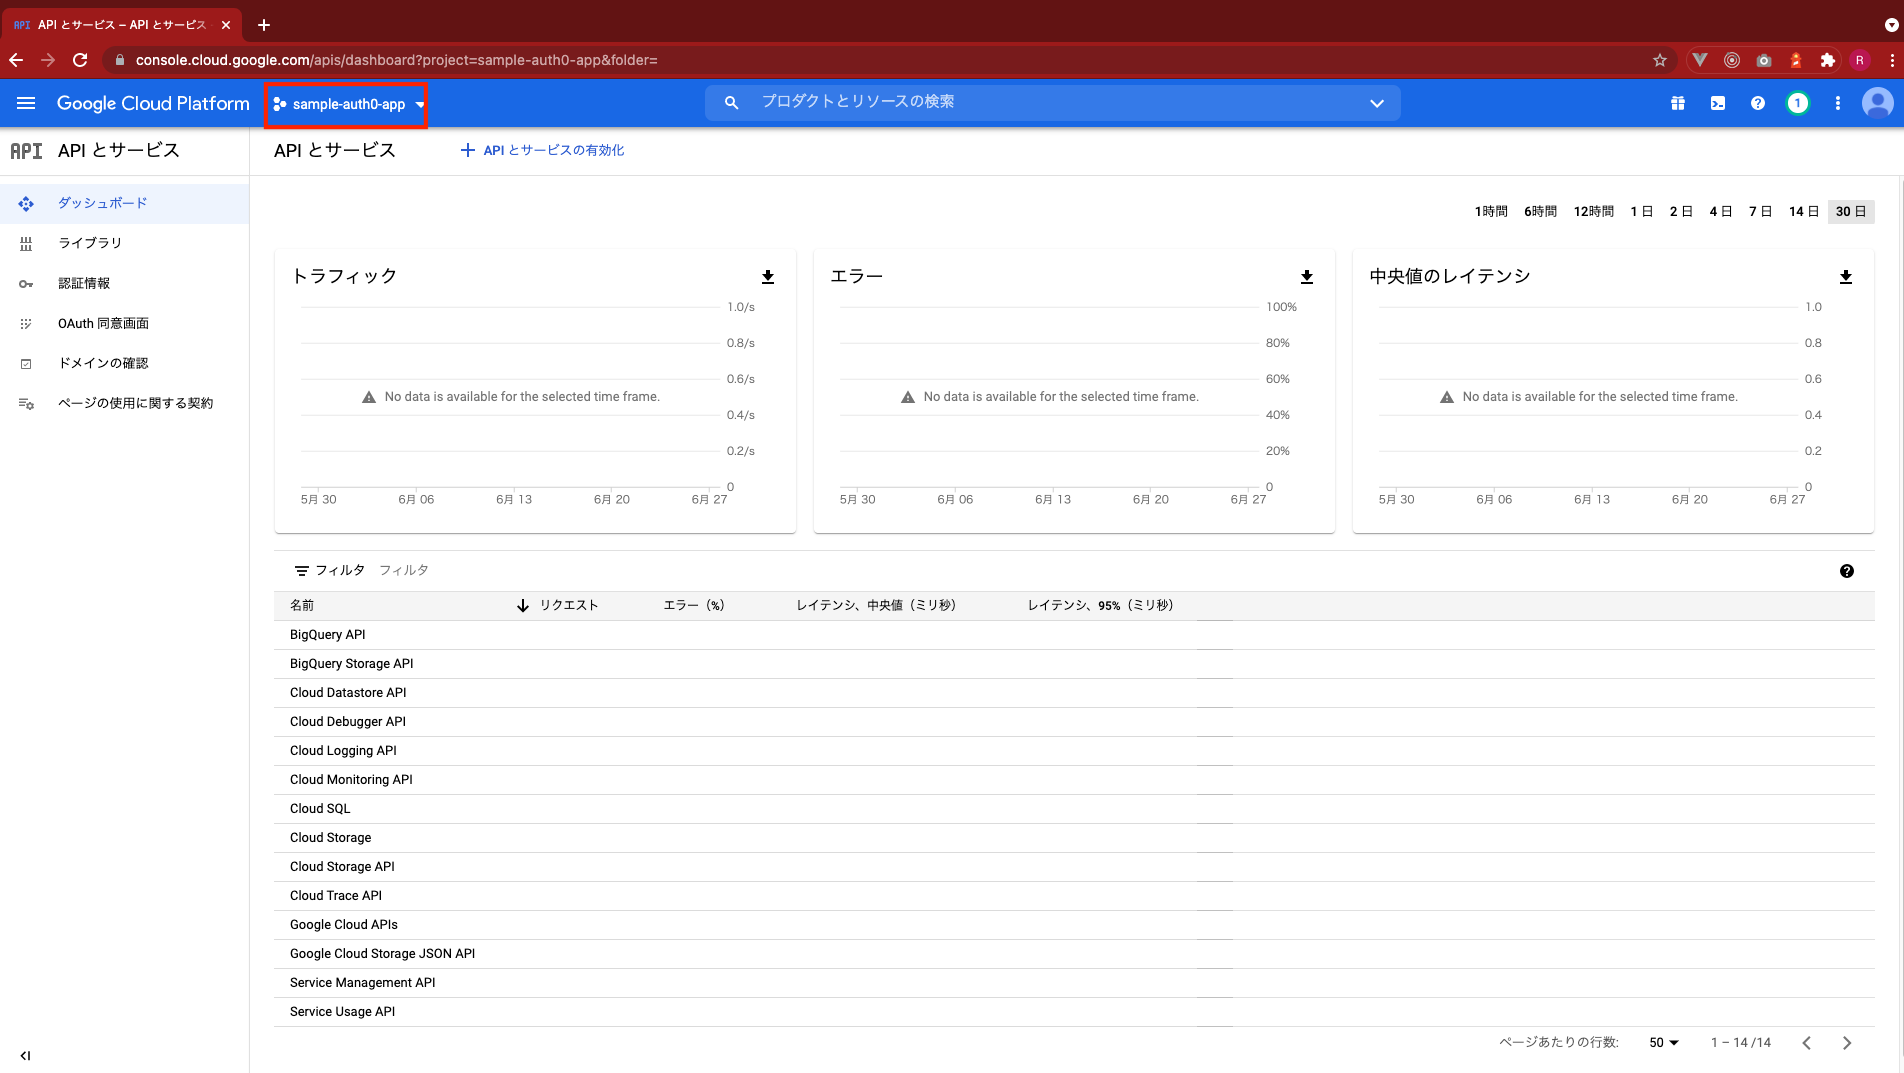 API API とサービス – API とサービス
console.cloud.google.com/apis/dashboard?project=sample-auth0-app&folder=
R
Google Cloud Platform
sample-auth0-app
プロダクトとリソースの検索
1
API API とサービス
API とサービス
API とサービスの有効化
ダッシュボード
ライブラリ
認証情報
OAuth 同意画面
ドメインの確認
ページの使用に関する契約
1時間 6時間 12時間 1 日 2 日 4 日 7 日 14 日 30 日
トラフィック
1.0/s
0.8/s
0.6/s
No data is available for the selected time frame.
0.4/s
0.2/s
0
5月 30 6月 06 6月 13 6月 20 6月 27
エラー
100%
80%
60%
No data is available for the selected time frame.
40%
20%
0
5月 30 6月 06 6月 13 6月 20 6月 27
中央値のレイテンシ
1.0
0.8
0.6
No data is available for the selected time frame.
0.4
0.2
0
5月 30 6月 06 6月 13 6月 20 6月 27
フィルタ フィルタ
名前 リクエスト エラー（%） レイテンシ、中央値（ミリ秒） レイテンシ、95%（ミリ秒）
BigQuery API
BigQuery Storage API
Cloud Datastore API
Cloud Debugger API
Cloud Logging API
Cloud Monitoring API
Cloud SQL
Cloud Storage
Cloud Storage API
Cloud Trace API
Google Cloud APIs
Google Cloud Storage JSON API
Service Management API
Service Usage API
ページあたりの行数: 50 1 – 14 /14